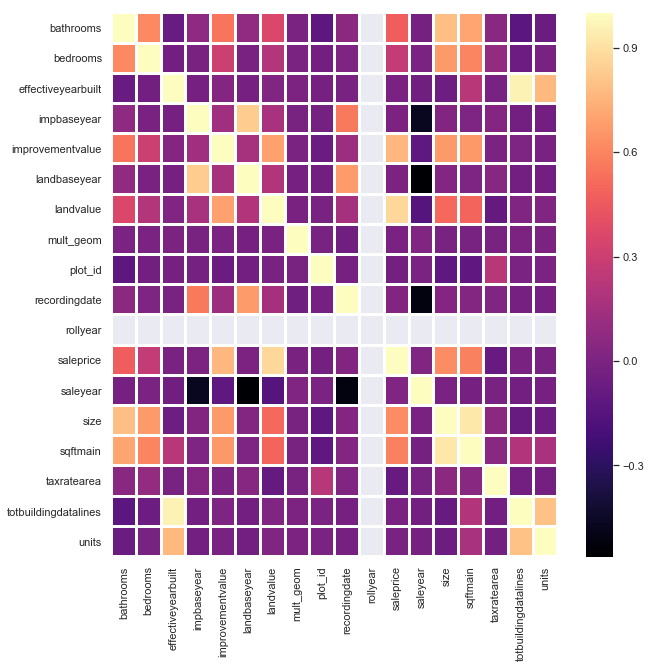 bathrooms
bedrooms
effectiveyearbuilt
impbaseyear
improvementvalue
landbaseyear
landvalue
mult_geom
plot_id
recordingdate
rollyear
saleprice
saleyear
size
sqftmain
taxratearea
totbuildingdatalines
units
0.9
0.6
0.3
0.0
−0.3
bathrooms
bedrooms
effectiveyearbuilt
impbaseyear
improvementvalue
landbaseyear
landvalue
mult_geom
plot_id
recordingdate
rollyear
saleprice
saleyear
size
sqftmain
taxratearea
totbuildingdatalines
units